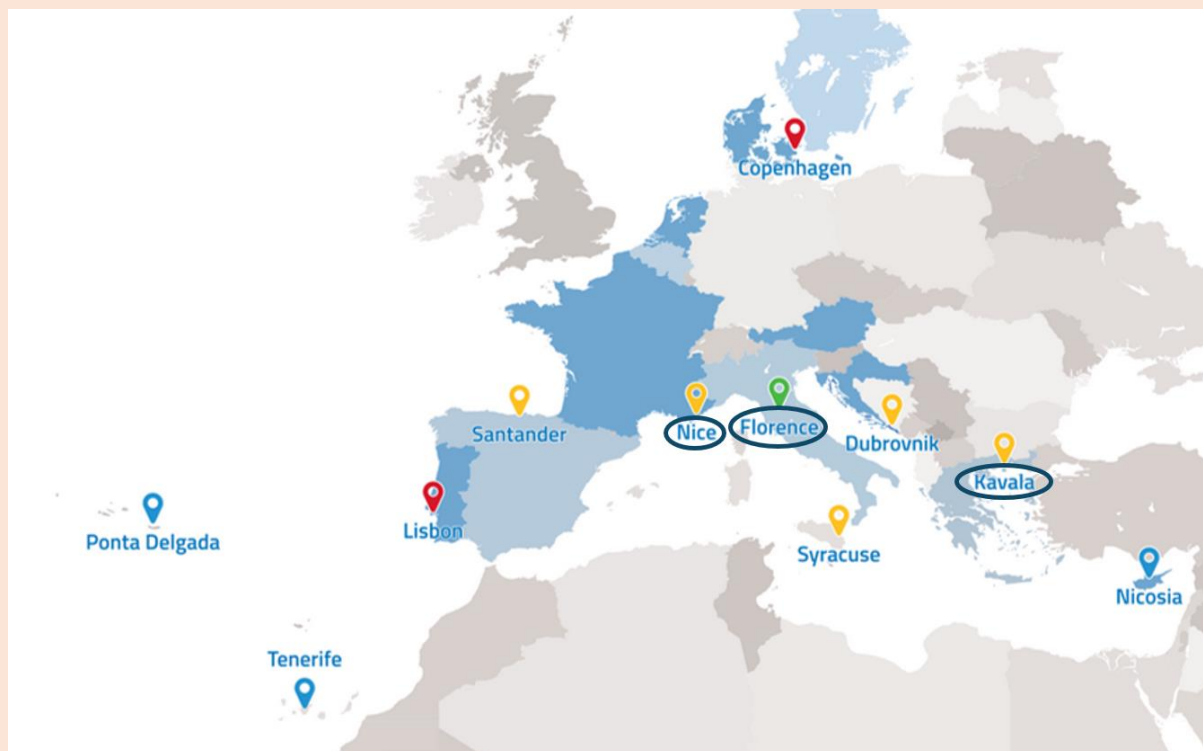 Copenhagen
Santander
Nice
Florence
Dubrovnik
Kavala
Lisbon
Ponta Delgada
Syracuse
Nicosia
Tenerife